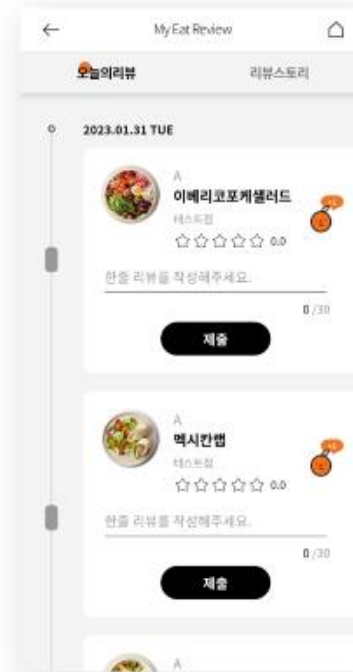 My Eat Review
오늘의리뷰
리뷰스토리
2023.01.31 TUE
A
이베리코포케샐러드
테스트점
0.0
한줄 리뷰를 작성해주세요.
0 /30
제출
A
멕시칸랩
테스트점
0.0
한줄 리뷰를 작성해주세요.
0 /30
제출
A